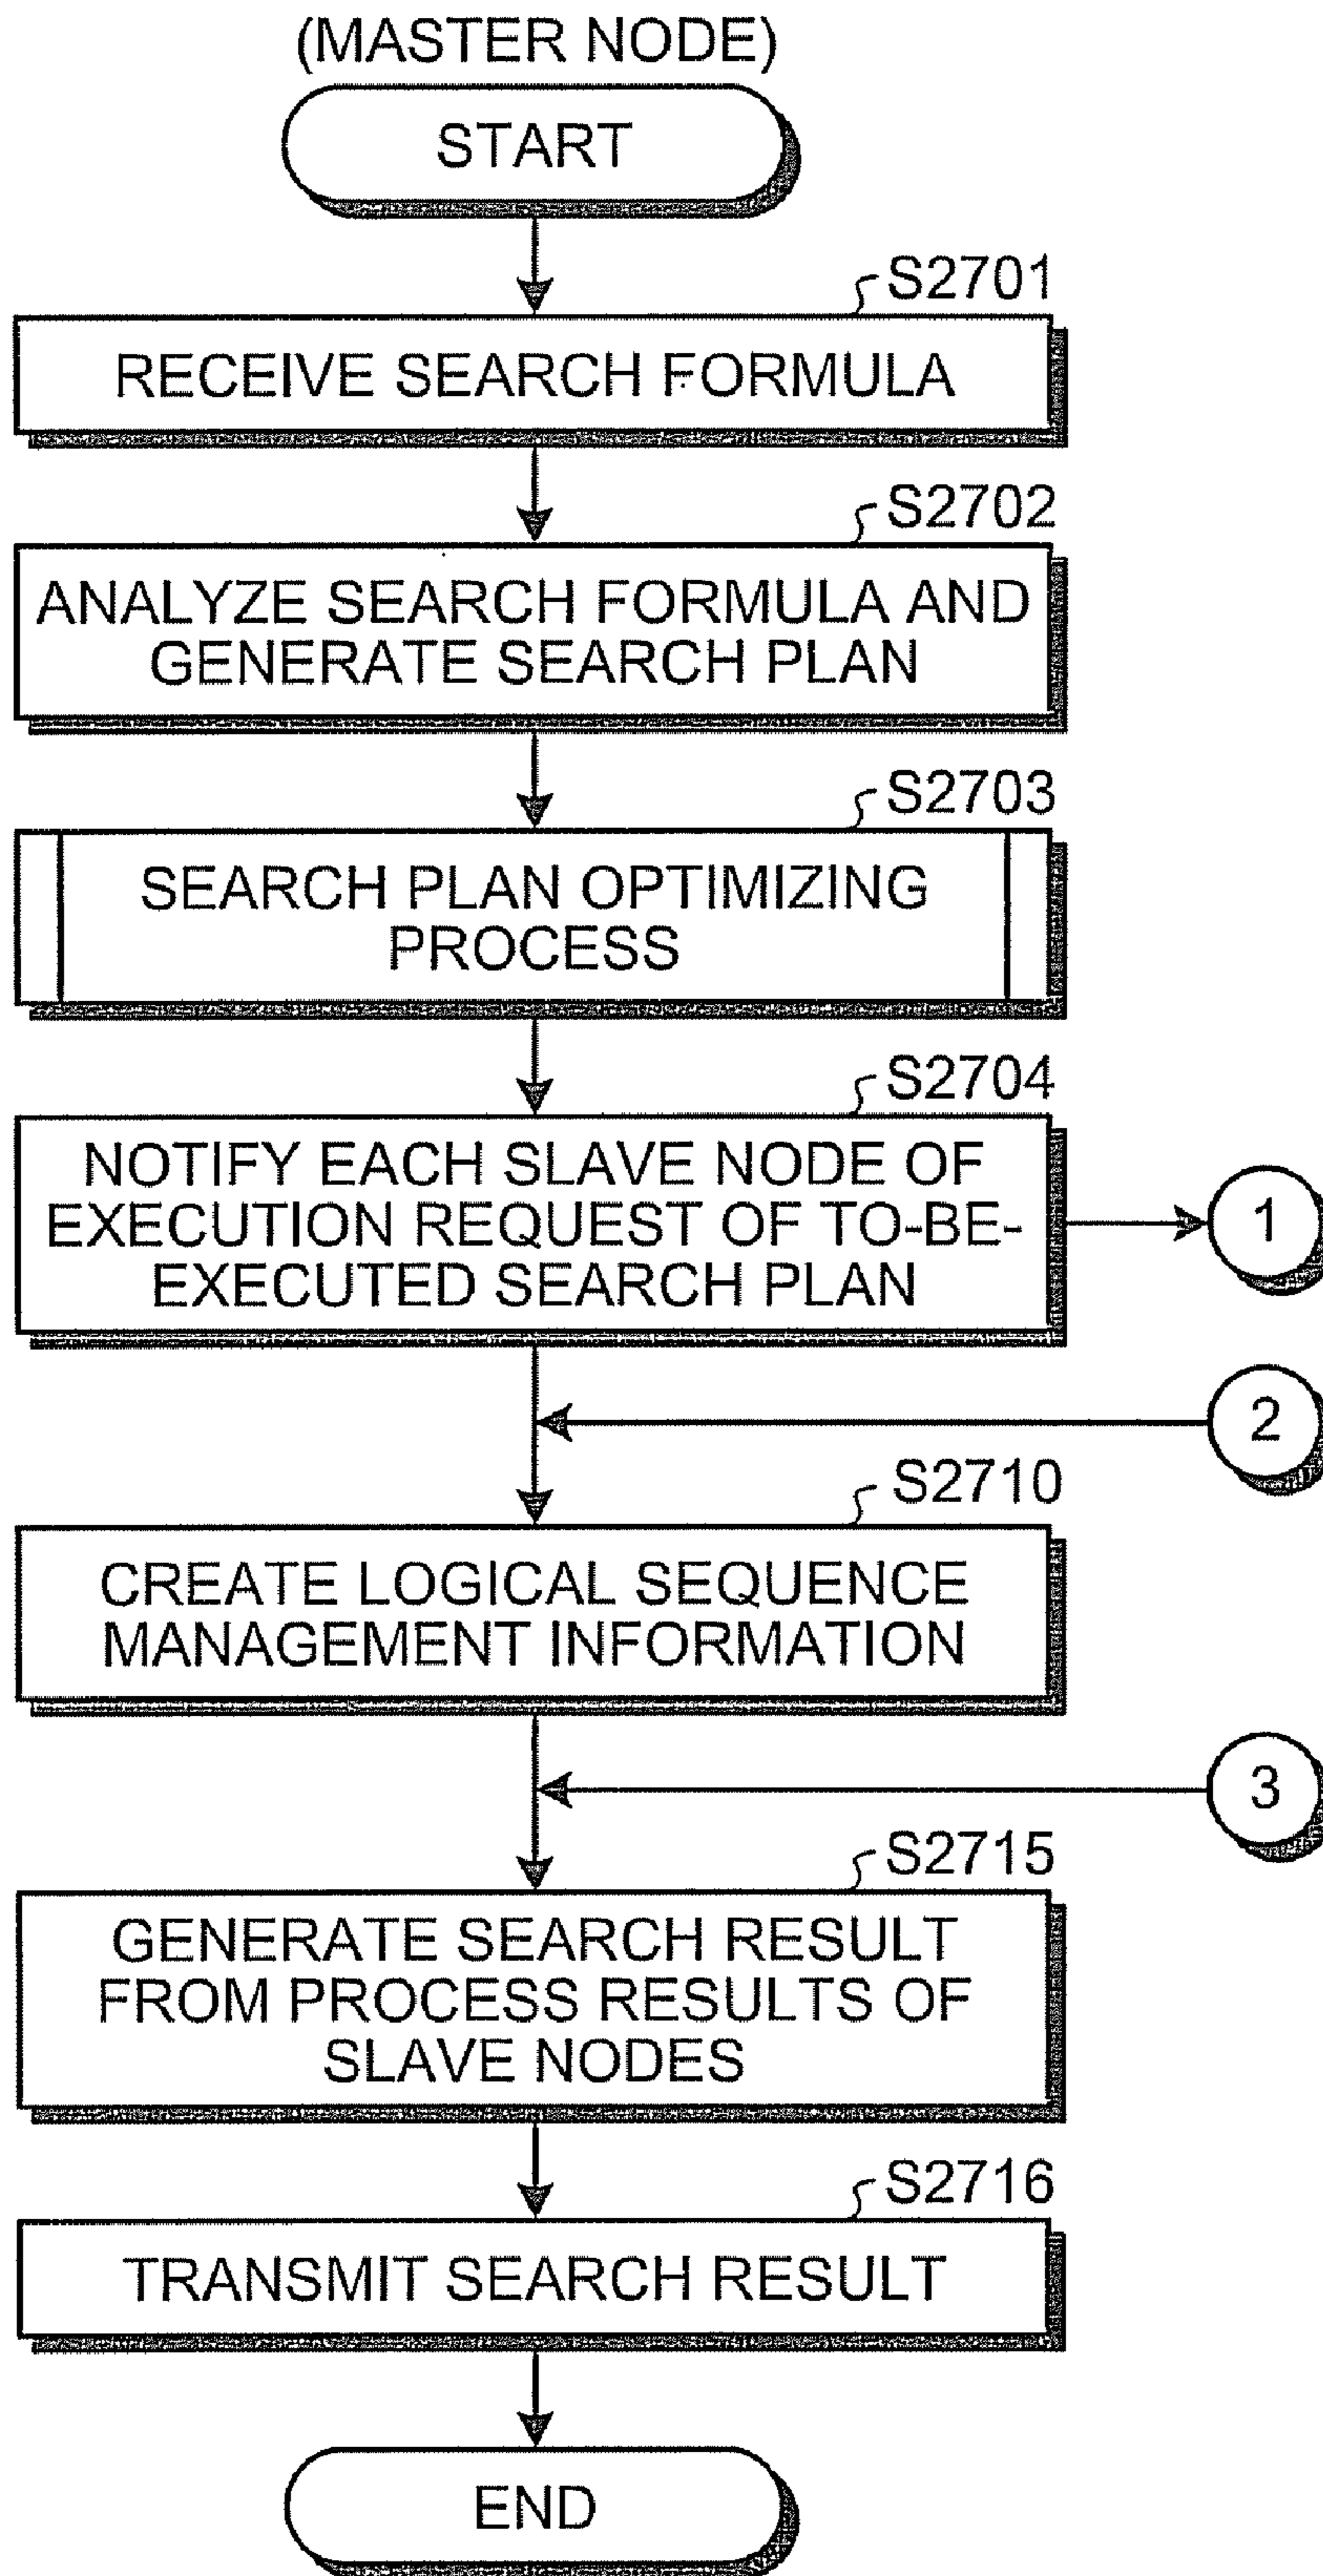 (MASTER NODE)
START
S2701
RECEIVE SEARCH FORMULA
S2702
ANALYZE SEARCH FORMULA AND
GENERATE SEARCH PLAN
S2703
SEARCH PLAN OPTIMIZING
PROCESS
S2704
NOTIFY EACH SLAVE NODE OF
EXECUTION REQUEST OF TO-BE-
EXECUTED SEARCH PLAN
1
2
S2710
CREATE LOGICAL SEQUENCE
MANAGEMENT INFORMATION
3
S2715
GENERATE SEARCH RESULT
FROM PROCESS RESULTS OF
SLAVE NODES
S2716
TRANSMIT SEARCH RESULT
END